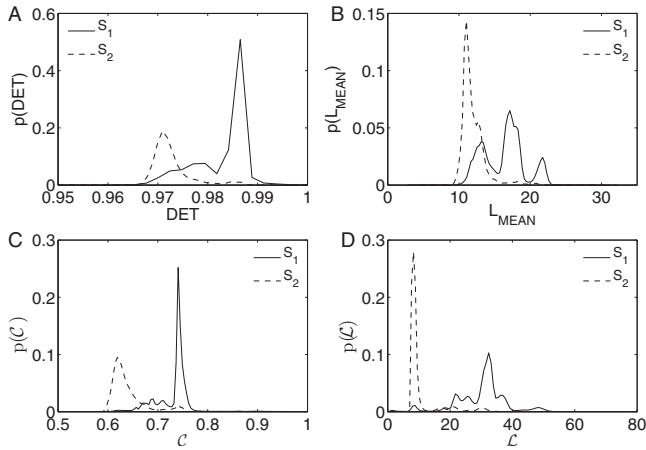 A
p(DET)
0.6
0.4
0.2
0
0.95
0.96
0.97
0.98
0.99
1
DET
S1
S2
B
p(LMEAN)
0.15
0.1
0.05
0
0
10
20
30
LMEAN
S1
S2
C
p(𝒞)
0.3
0.2
0.1
0
0.5
0.6
0.7
0.8
0.9
1
𝒞
S1
S2
D
p(ℒ)
0.3
0.2
0.1
0
0
20
40
60
80
ℒ
S1
S2